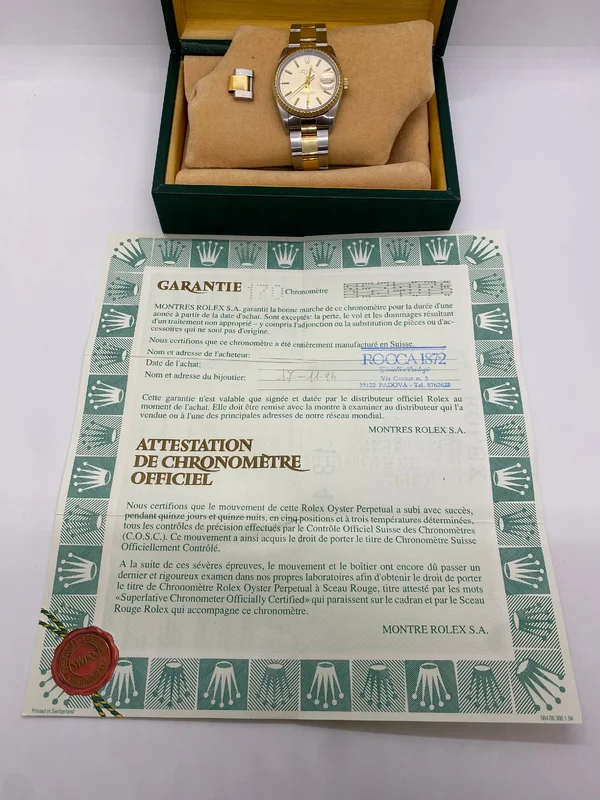 GARANTIE 170 Chronomètre
MONTRES ROLEX S.A. garantit la bonne marche de ce chronomètre pour la durée d'une
année à partir de la date d'achat. Sont exceptés: la perte, le vol et les dommages résultant
d'un traitement non approprié – y compris l'adjonction ou la substitution de pièces ou d'ac-
cessoires qui ne sont pas d'origine.
Nous certifions que ce chronomètre a été entièrement manufacturé en Suisse.
Nom et adresse de l'acheteur:
Date de l'achat:
Nom et adresse du bijoutier: 17-11-94
ROCCA 1872
35122 PADOVA - Tel. 8762622
Cette garantie n'est valable que signée et datée par le distributeur officiel Rolex au
moment de l'achat. Elle doit être remise avec la montre à examiner au distributeur qui l'a
vendue ou à l'une des principales adresses de notre réseau mondial.
MONTRES ROLEX S.A.
ATTESTATION
DE CHRONOMÈTRE
OFFICIEL
Nous certifions que le mouvement de cette Rolex Oyster Perpetual a subi avec succès,
pendant quinze jours et quinze nuits, en cinq positions et à trois températures déterminées,
tous les contrôles de précision effectués par le Contrôle Officiel Suisse des Chronomètres
(C.O.S.C.). Ce mouvement a ainsi acquis le droit de porter le titre de Chronomètre Suisse
Officiellement Contrôlé.
A la suite de ces sévères épreuves, le mouvement et le boîtier ont encore dû passer un
dernier et rigoureux examen dans nos propres laboratoires afin d'obtenir le droit de porter
le titre de Chronomètre Rolex Oyster Perpetual à Sceau Rouge, titre attesté par les mots
«Superlative Chronometer Officially Certified» qui paraissent sur le cadran et par le Sceau
Rouge Rolex qui accompagne ce chronomètre.
MONTRE ROLEX S.A.
Printed in Switzerland
564.00.300.1.94